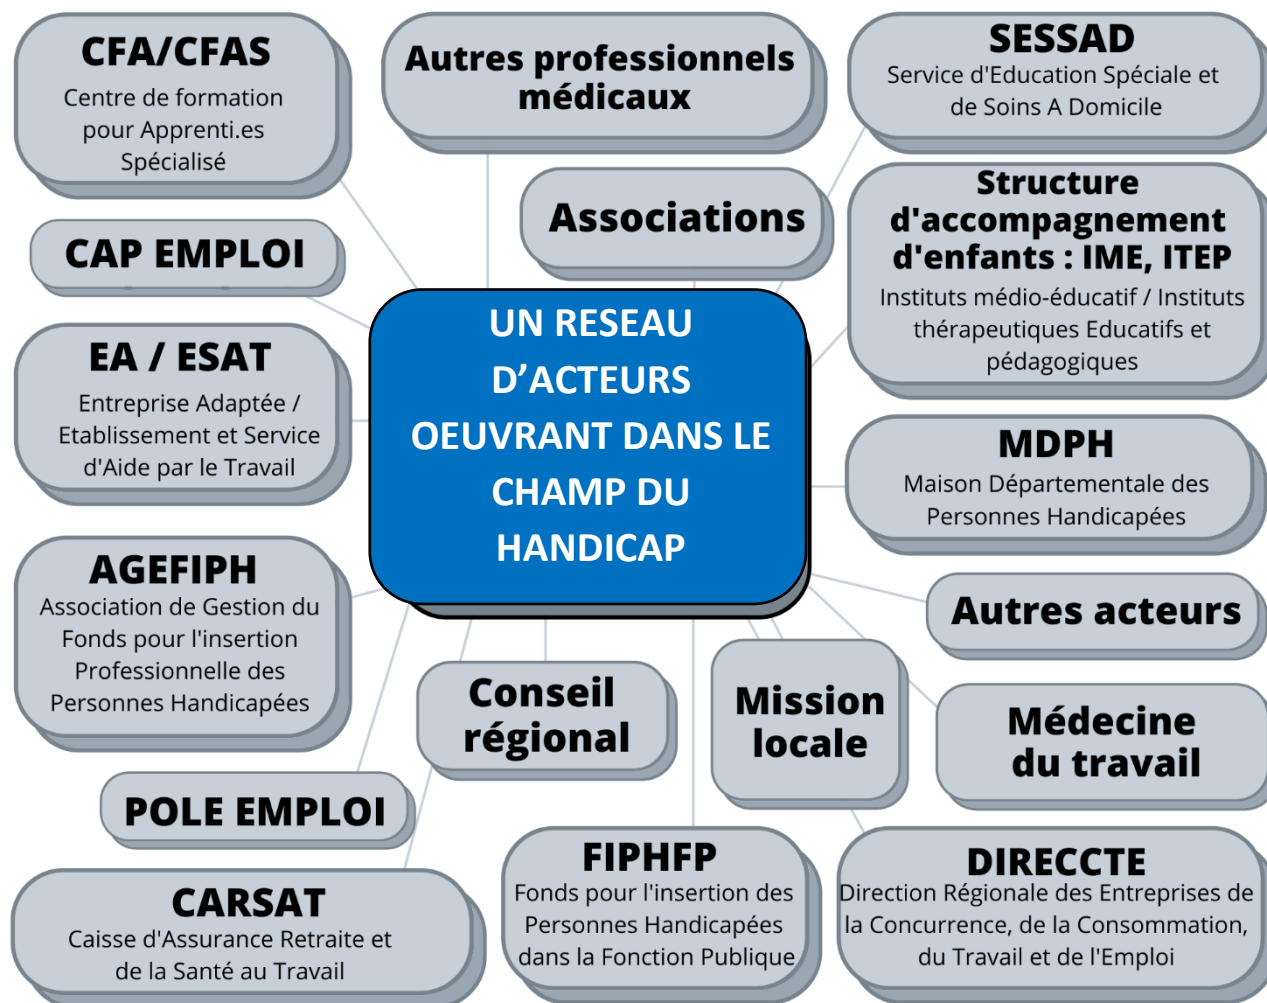 CFA/CFAS
Centre de formation
pour Apprenti.es
Spécialisé
Autres professionnels
médicaux
SESSAD
Service d'Education Spéciale et
de Soins A Domicile
Associations
Structure
d'accompagnement
d'enfants : IME, ITEP
Instituts médio-éducatif / Instituts
thérapeutiques Educatifs et
pédagogiques
CAP EMPLOI
UN RESEAU
D’ACTEURS
OEUVRANT DANS LE
CHAMP DU
HANDICAP
EA / ESAT
Entreprise Adaptée /
Etablissement et Service
d'Aide par le Travail
MDPH
Maison Départementale des
Personnes Handicapées
AGEFIPH
Association de Gestion du
Fonds pour l'insertion
Professionnelle des
Personnes Handicapées
Autres acteurs
Conseil
régional
Mission
locale
Médecine
du travail
POLE EMPLOI
CARSAT
Caisse d'Assurance Retraite et
de la Santé au Travail
FIPHFP
Fonds pour l'insertion des
Personnes Handicapées
dans la Fonction Publique
DIRECCTE
Direction Régionale des Entreprises de
la Concurrence, de la Consommation,
du Travail et de l'Emploi